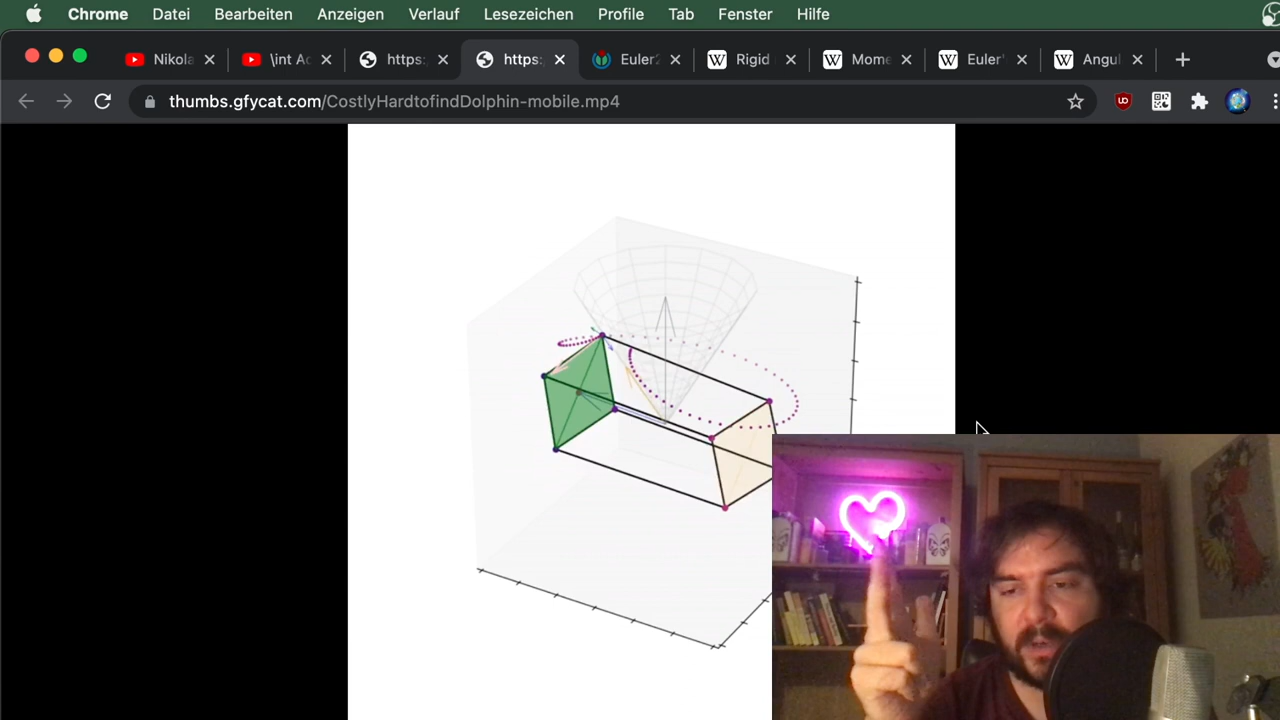 Chrome Datei Bearbeiten Anzeigen Verlauf Lesezeichen Profile Tab Fenster Hilfe
Nikola \int Ac https: https: Euler2 Rigid Mome Euler' Angul
thumbs.gfycat.com/CostlyHardtofindDolphin-mobile.mp4